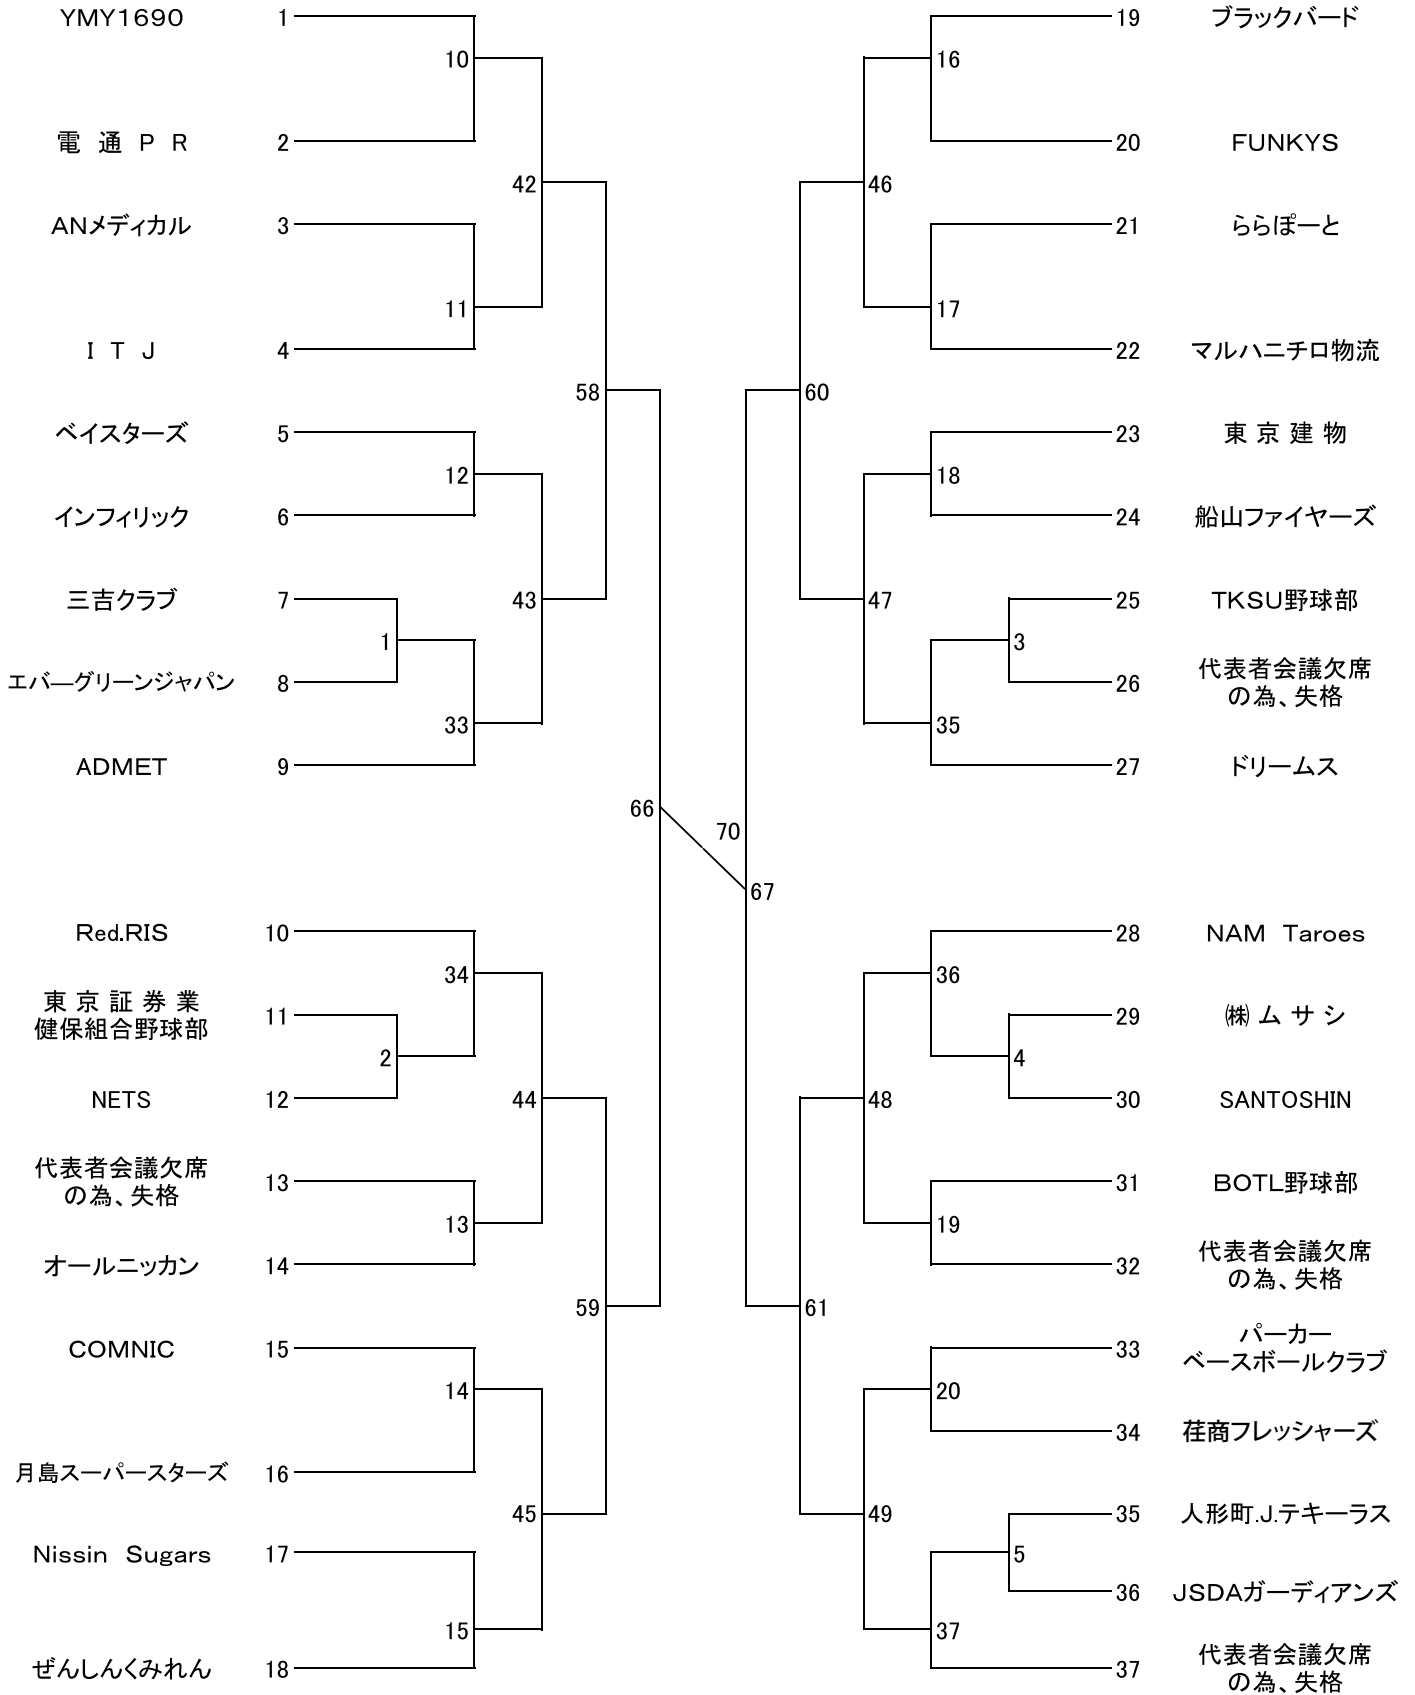 YMY1690 1
10
電 通 P R 2
42
ANメディカル 3
11
I T J 4
58
ベイスターズ 5
12
インフィリック 6
三吉クラブ 7
43
1
エバーグリーンジャパン 8
33
ADMET 9
66
Red.RIS 10
34
東 京 証 券 業
健保組合野球部
11
2
NETS 12
44
代表者会議欠席
の為、失格
13
13
オールニッカン 14
59
COMNIC 15
14
月島スーパースターズ 16
45
Nissin Sugars 17
15
ぜんしんくみれん 18
70
67
19 ブラックバード
16
20 FUNKYS
46
21 ららぽーと
17
22 マルハニチロ物流
60
23 東 京 建 物
18
24 船山ファイヤーズ
47
25 TKSU野球部
3
26
代表者会議欠席
の為、失格
35
27 ドリームス
28 NAM Taroes
36
29 ㈱ ム サ シ
4
30 SANTOSHIN
48
31 BOTL野球部
19
32
代表者会議欠席
の為、失格
61
33
パーカー
ベースボールクラブ
20
34 荏商フレッシャーズ
49
35 人形町.J.テキーラス
5
36 JSDAガーディアンズ
37
37
代表者会議欠席
の為、失格